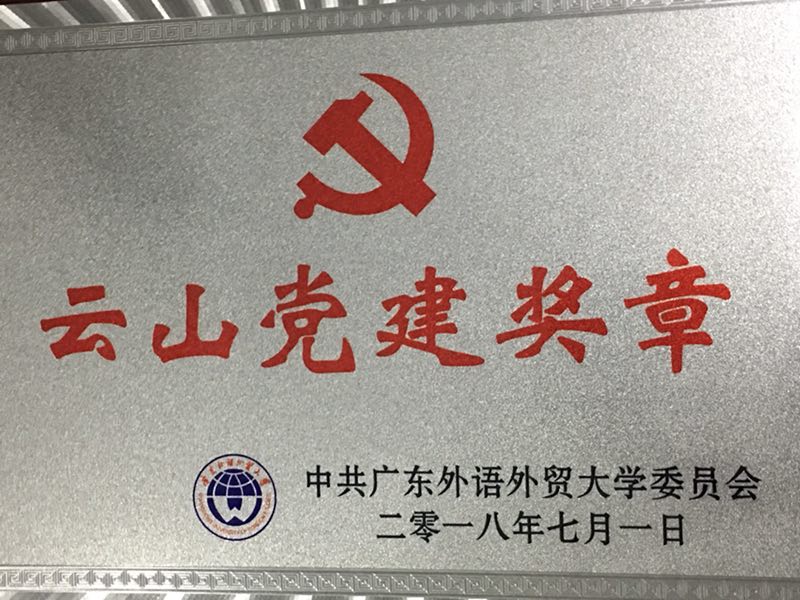 云山党建奖章
中共广东外语外贸大学委员会
二零一八年七月一日